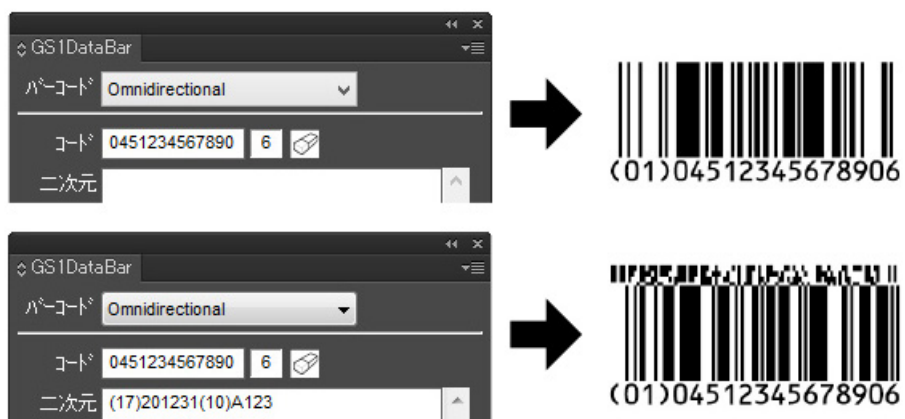 GS1DataBar
バーコード Omnidirectional
コード 0451234567890 6
二次元
(01)04512345678906
GS1DataBar
バーコード Omnidirectional
コード 0451234567890 6
二次元 (17)201231(10)A123
(01)04512345678906